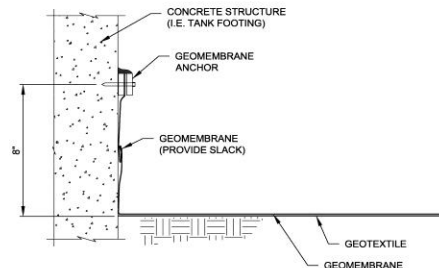 CONCRETE STRUCTURE
(I.E. TANK FOOTING)
GEOMEMBRANE
ANCHOR
8"
GEOMEMBRANE
(PROVIDE SLACK)
GEOTEXTILE
GEOMEMBRANE